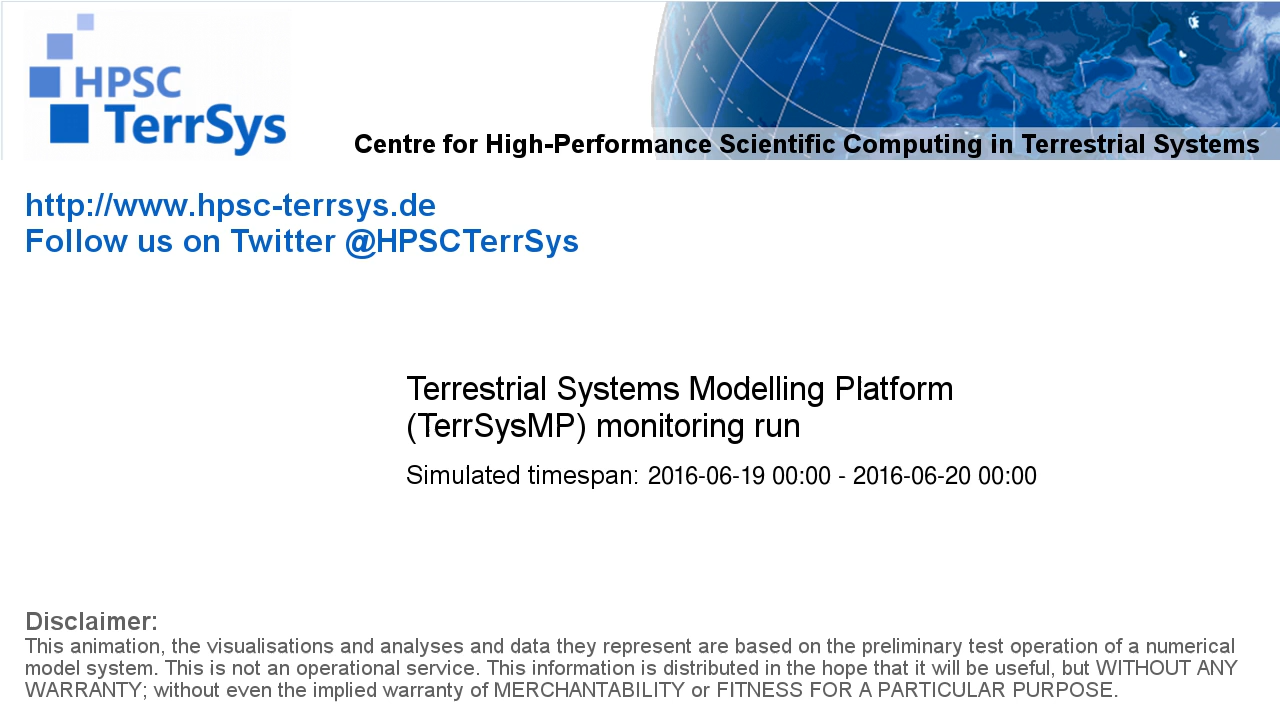 HPSC
TerrSys
Centre for High-Performance Scientific Computing in Terrestrial Systems
http://www.hpsc-terrsys.de
Follow us on Twitter @HPSCTerrSys
Terrestrial Systems Modelling Platform
(TerrSysMP) monitoring run
Simulated timespan: 2016-06-19 00:00 - 2016-06-20 00:00
Disclaimer:
This animation, the visualisations and analyses and data they represent are based on the preliminary test operation of a numerical
model system. This is not an operational service. This information is distributed in the hope that it will be useful, but WITHOUT ANY
WARRANTY; without even the implied warranty of MERCHANTABILITY or FITNESS FOR A PARTICULAR PURPOSE.